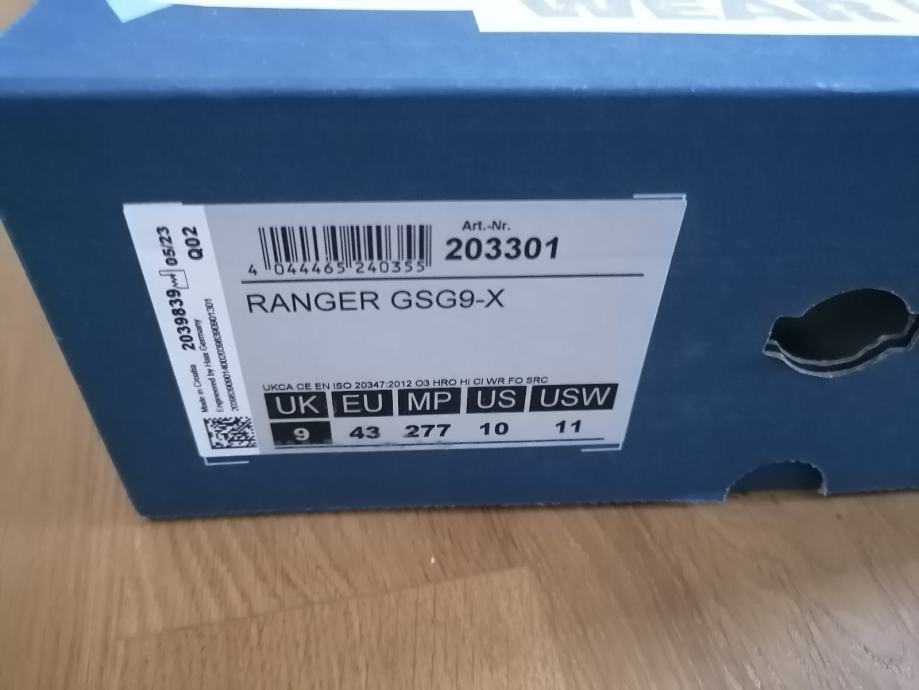 WEAR
Art.-Nr.
203301
4 044465 240355
RANGER GSG9-X
UKCA CE EN ISO 20347:2012 O3 HRO HI CI WR FO SRC
UK EU MP US USW
9 43 277 10 11
2039839 05/23
Q02
Made in Croatia
Engineered by Haix Germany